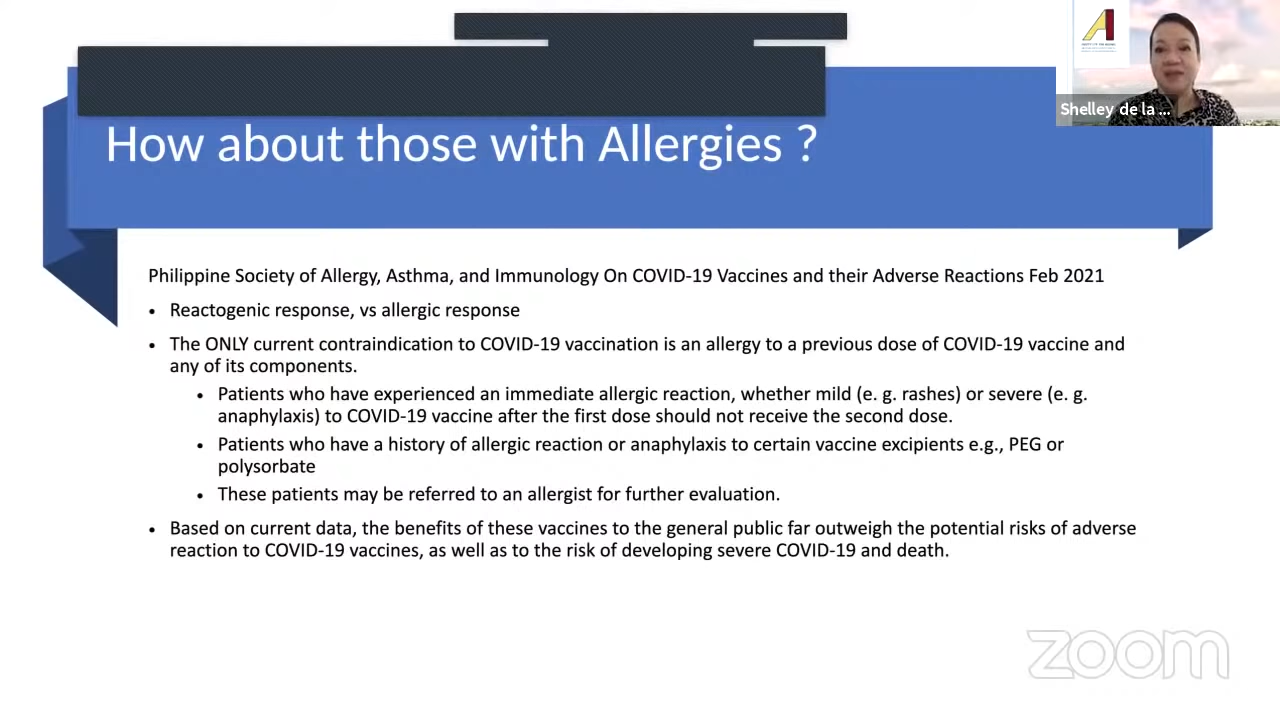 Shelley de la ...
How about those with Allergies ?
Philippine Society of Allergy, Asthma, and Immunology On COVID-19 Vaccines and their Adverse Reactions Feb 2021
• Reactogenic response, vs allergic response
• The ONLY current contraindication to COVID-19 vaccination is an allergy to a previous dose of COVID-19 vaccine and
any of its components.
• Patients who have experienced an immediate allergic reaction, whether mild (e. g. rashes) or severe (e. g.
anaphylaxis) to COVID-19 vaccine after the first dose should not receive the second dose.
• Patients who have a history of allergic reaction or anaphylaxis to certain vaccine excipients e.g., PEG or
polysorbate
• These patients may be referred to an allergist for further evaluation.
• Based on current data, the benefits of these vaccines to the general public far outweigh the potential risks of adverse
reaction to COVID-19 vaccines, as well as to the risk of developing severe COVID-19 and death.
zoom